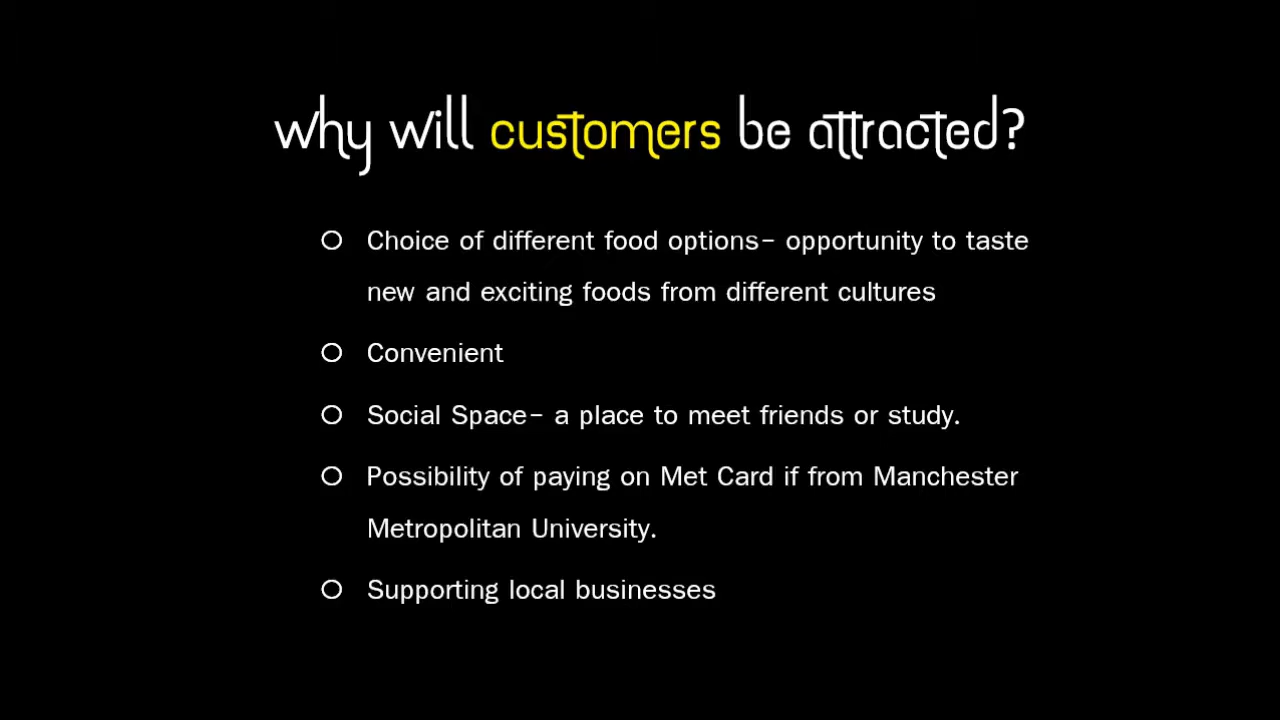 why will customers be attracted?
Choice of different food options- opportunity to taste
new and exciting foods from different cultures
Convenient
Social Space- a place to meet friends or study.
Possibility of paying on Met Card if from Manchester
Metropolitan University.
Supporting local businesses